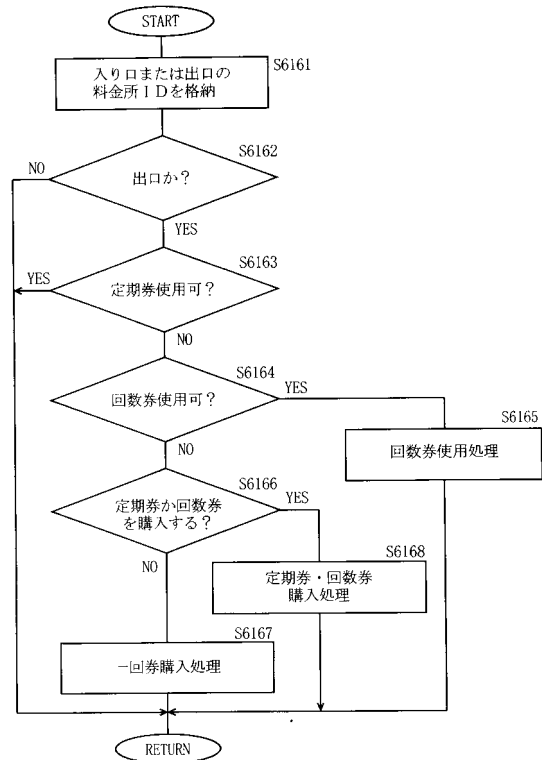 START
S6161
入り口または出口の
料金所IDを格納
S6162
NO
出口か？
YES
S6163
YES
定期券使用可？
NO
S6164
YES
回数券使用可？
S6165
回数券使用処理
NO
S6166
YES
定期券か回数券
を購入する？
S6168
NO
定期券・回数券
購入処理
S6167
一回券購入処理
RETURN